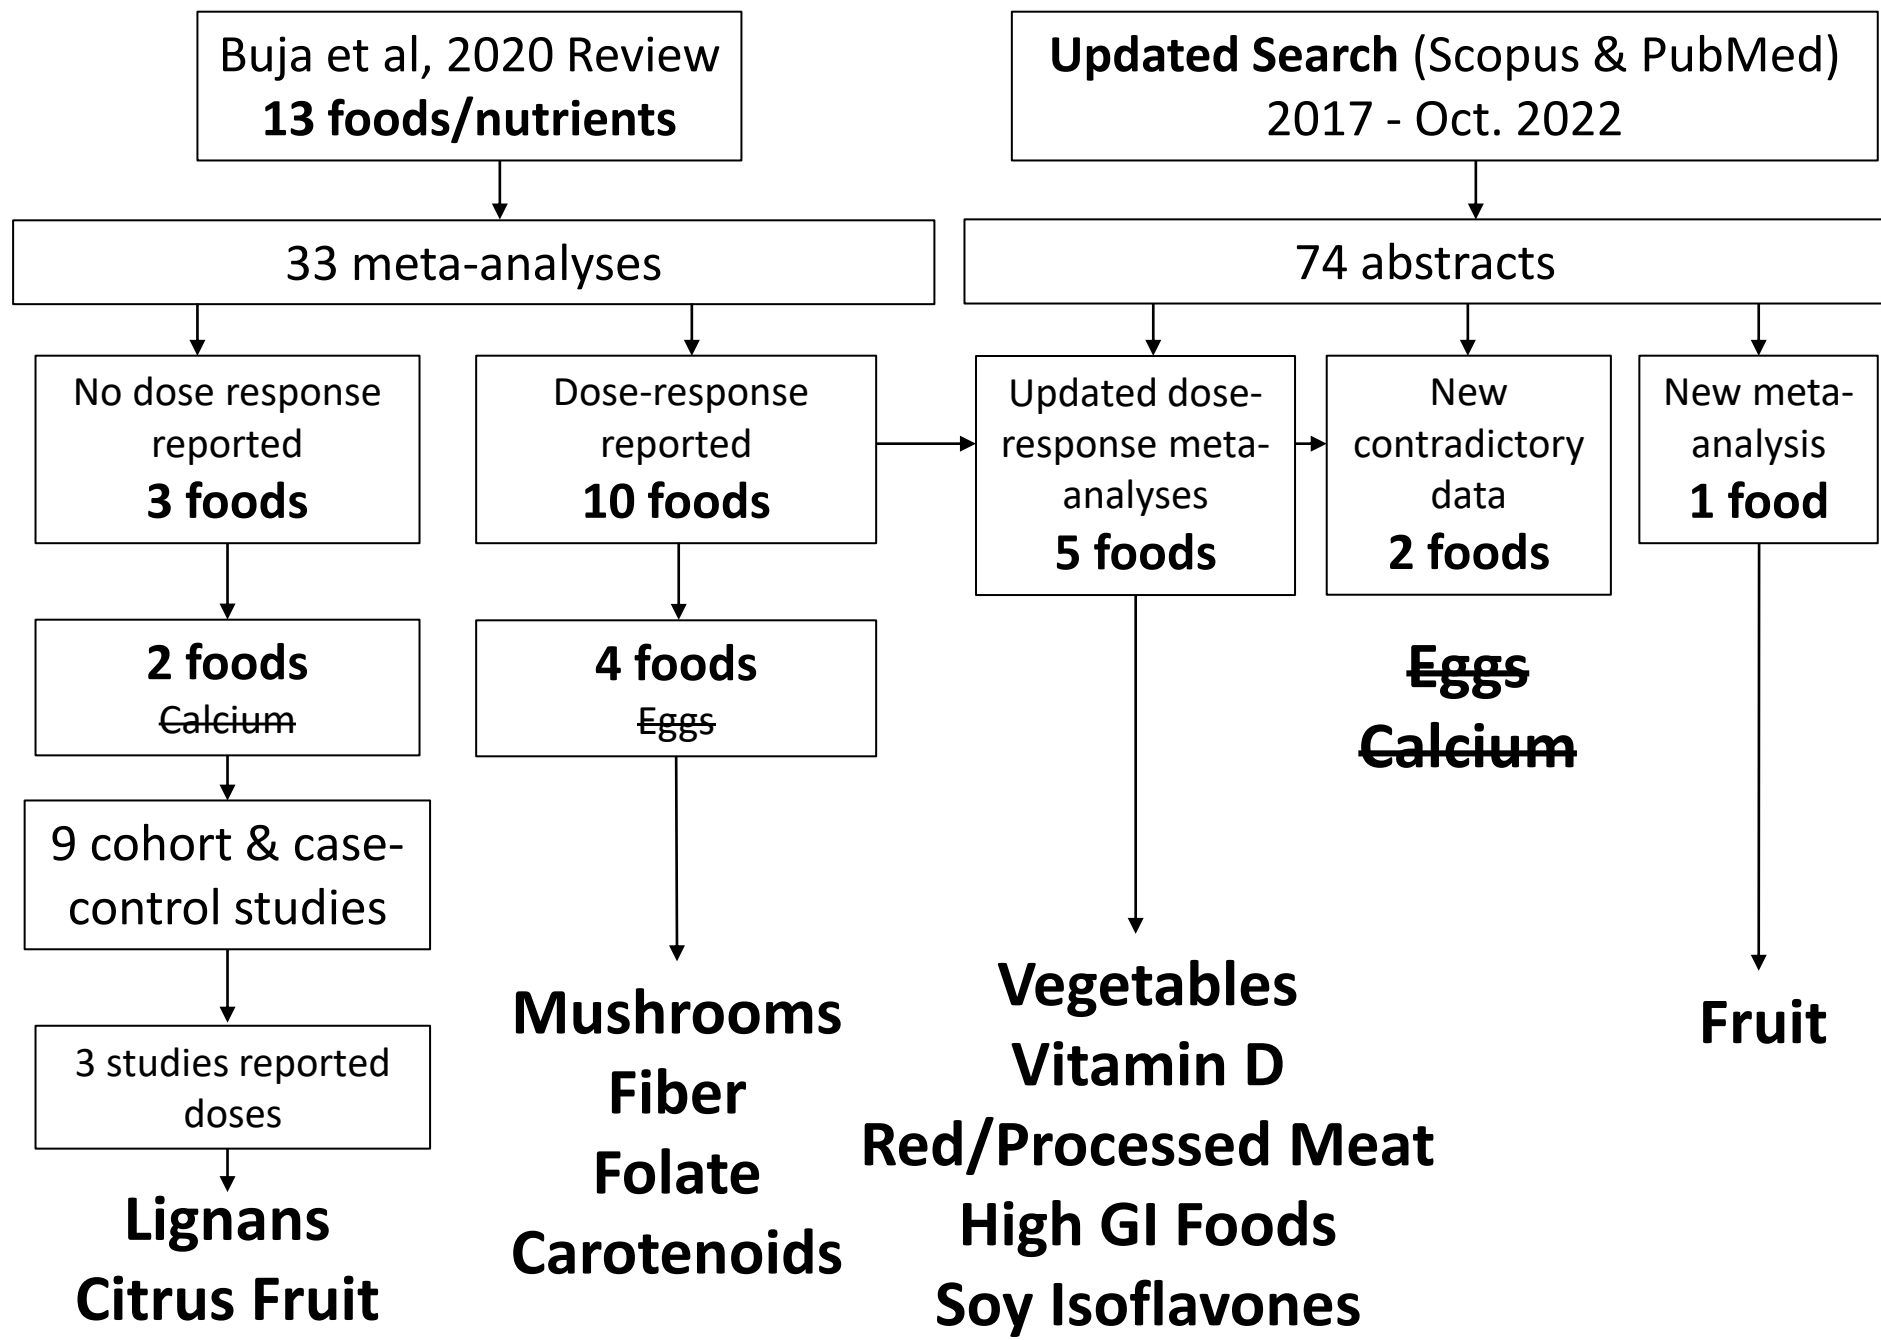 Buja et al, 2020 Review
13 foods/nutrients
Updated Search (Scopus & PubMed)
2017 - Oct. 2022
33 meta-analyses
74 abstracts
No dose response
reported
3 foods
Dose-response
reported
10 foods
Updated dose-
response meta-
analyses
5 foods
New
contradictory
data
2 foods
New meta-
analysis
1 food
2 foods
Calcium
4 foods
Eggs
Eggs
Calcium
9 cohort & case-
control studies
3 studies reported
doses
Lignans
Citrus Fruit
Mushrooms
Fiber
Folate
Carotenoids
Vegetables
Vitamin D
Red/Processed Meat
High GI Foods
Soy Isoflavones
Fruit